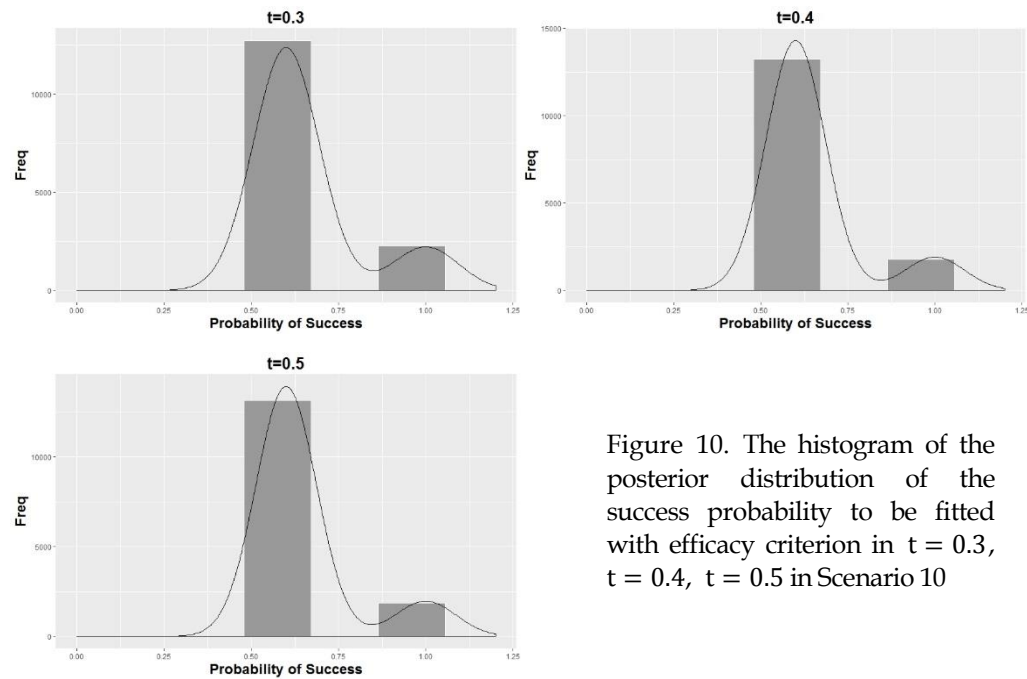 t=0.3
Freq
10000
5000
0
0.00 0.25 0.50 0.75 1.00 1.25
Probability of Success
t=0.4
Freq
15000
10000
5000
0
0.00 0.25 0.50 0.75 1.00 1.25
Probability of Success
t=0.5
Freq
10000
5000
0
0.00 0.25 0.50 0.75 1.00 1.25
Probability of Success
Figure 10. The histogram of the
posterior distribution of the
success probability to be fitted
with efficacy criterion in t = 0.3,
t = 0.4, t = 0.5 in Scenario 10